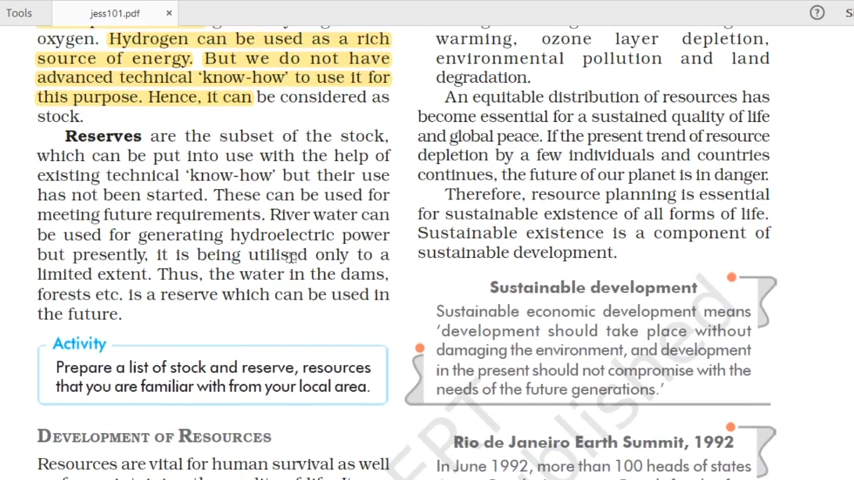 Tools
jess101.pdf
×
?
oxygen. Hydrogen can be used as a rich
source of energy. But we do not have
advanced technical ‘know-how’ to use it for
this purpose. Hence, it can be considered as
stock.
Reserves are the subset of the stock,
which can be put into use with the help of
existing technical ‘know-how’ but their use
has not been started. These can be used for
meeting future requirements. River water can
be used for generating hydroelectric power
but presently, it is being utilised only to a
limited extent. Thus, the water in the dams,
forests etc. is a reserve which can be used in
the future.
Activity
Prepare a list of stock and reserve, resources
that you are familiar with from your local area.
DEVELOPMENT OF RESOURCES
Resources are vital for human survival as well
warming, ozone layer depletion,
environmental pollution and land
degradation.
An equitable distribution of resources has
become essential for a sustained quality of life
and global peace. If the present trend of resource
depletion by a few individuals and countries
continues, the future of our planet is in danger.
Therefore, resource planning is essential
for sustainable existence of all forms of life.
Sustainable existence is a component of
sustainable development.
Sustainable development
Sustainable economic development means
‘development should take place without
damaging the environment, and development
in the present should not compromise with the
needs of the future generations.’
Rio de Janeiro Earth Summit, 1992
In June 1992, more than 100 heads of states